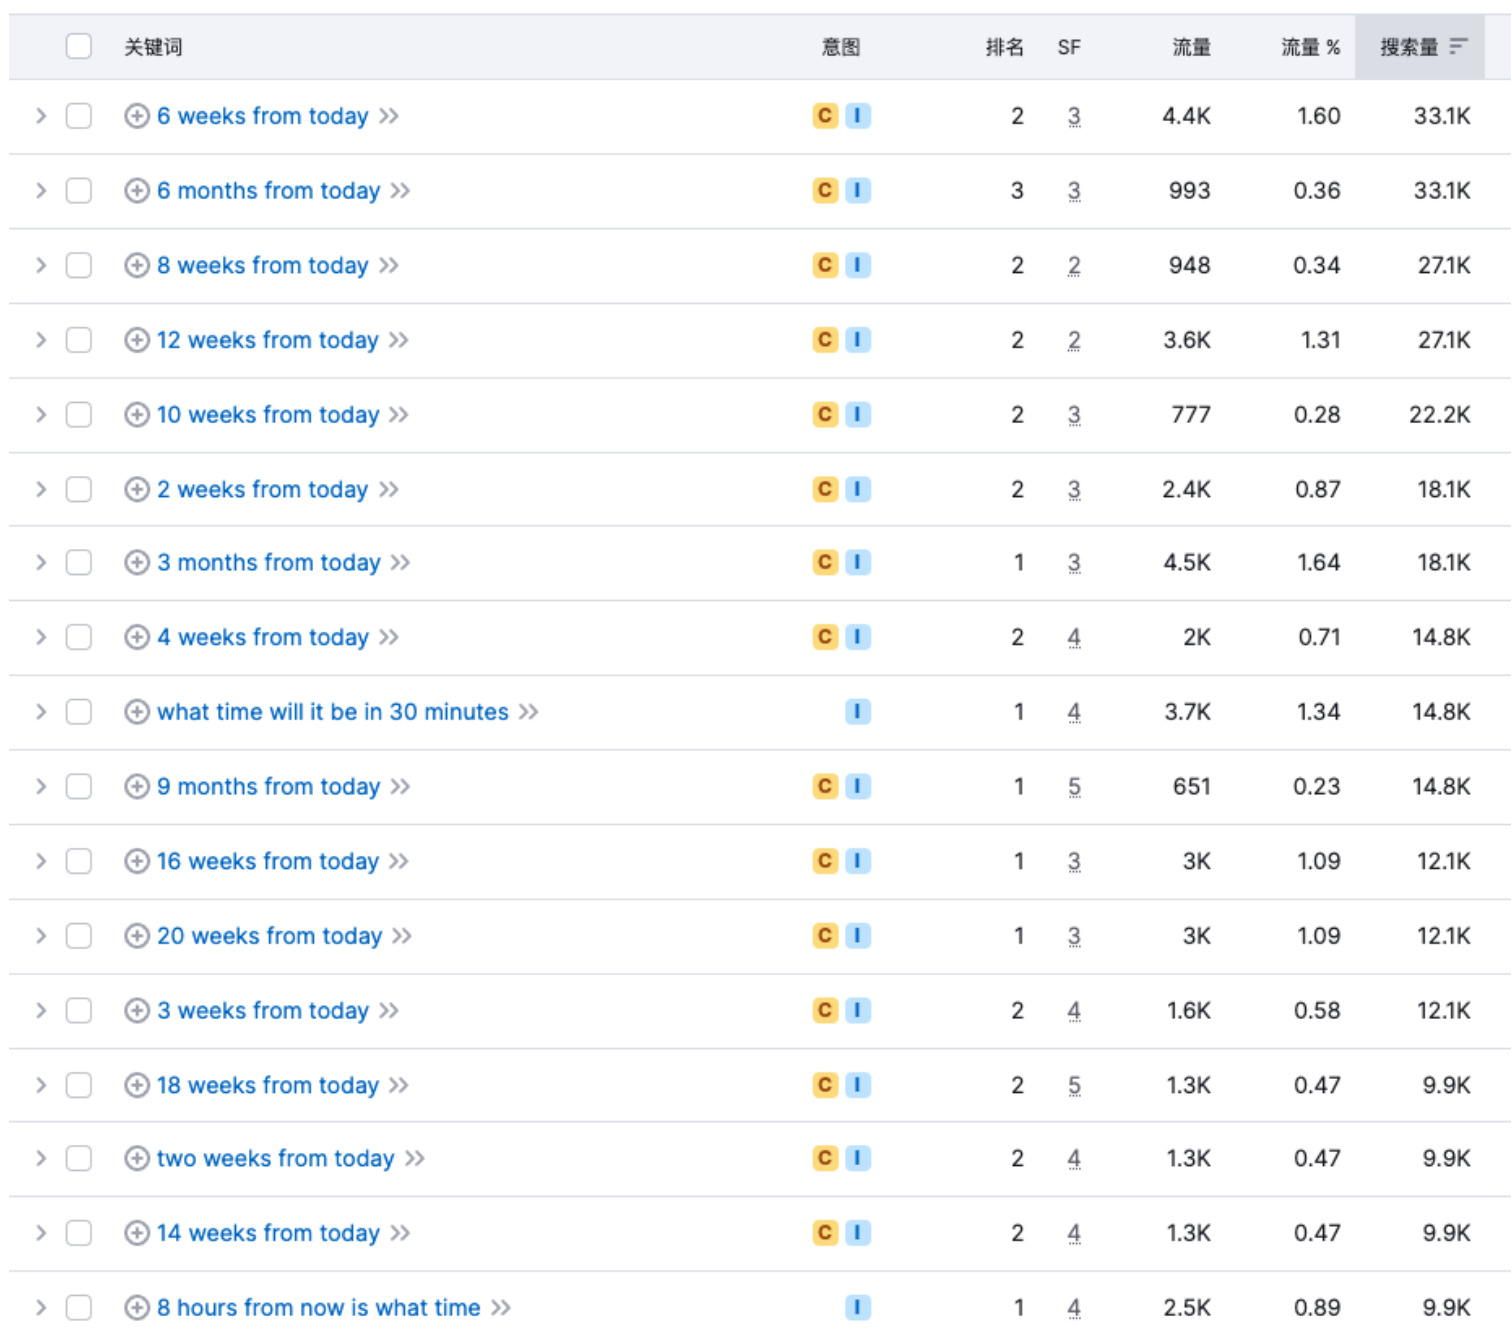 关键词 意图 排名 SF 流量 流量 % 搜索量
6 weeks from today C I 2 3 4.4K 1.60 33.1K
6 months from today C I 3 3 993 0.36 33.1K
8 weeks from today C I 2 2 948 0.34 27.1K
12 weeks from today C I 2 2 3.6K 1.31 27.1K
10 weeks from today C I 2 3 777 0.28 22.2K
2 weeks from today C I 2 3 2.4K 0.87 18.1K
3 months from today C I 1 3 4.5K 1.64 18.1K
4 weeks from today C I 2 4 2K 0.71 14.8K
what time will it be in 30 minutes I 1 4 3.7K 1.34 14.8K
9 months from today C I 1 5 651 0.23 14.8K
16 weeks from today C I 1 3 3K 1.09 12.1K
20 weeks from today C I 1 3 3K 1.09 12.1K
3 weeks from today C I 2 4 1.6K 0.58 12.1K
18 weeks from today C I 2 5 1.3K 0.47 9.9K
two weeks from today C I 2 4 1.3K 0.47 9.9K
14 weeks from today C I 2 4 1.3K 0.47 9.9K
8 hours from now is what time I 1 4 2.5K 0.89 9.9K